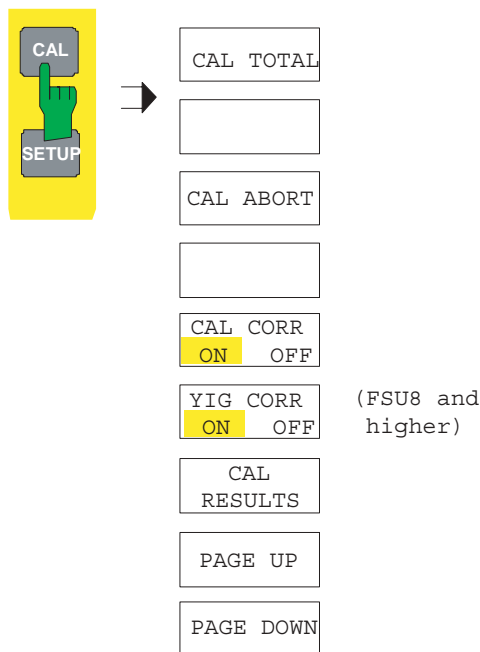 CAL
SETUP
CAL TOTAL
CAL ABORT
CAL CORR
ON OFF
YIG CORR
ON OFF
(FSU8 and
higher)
CAL
RESULTS
PAGE UP
PAGE DOWN